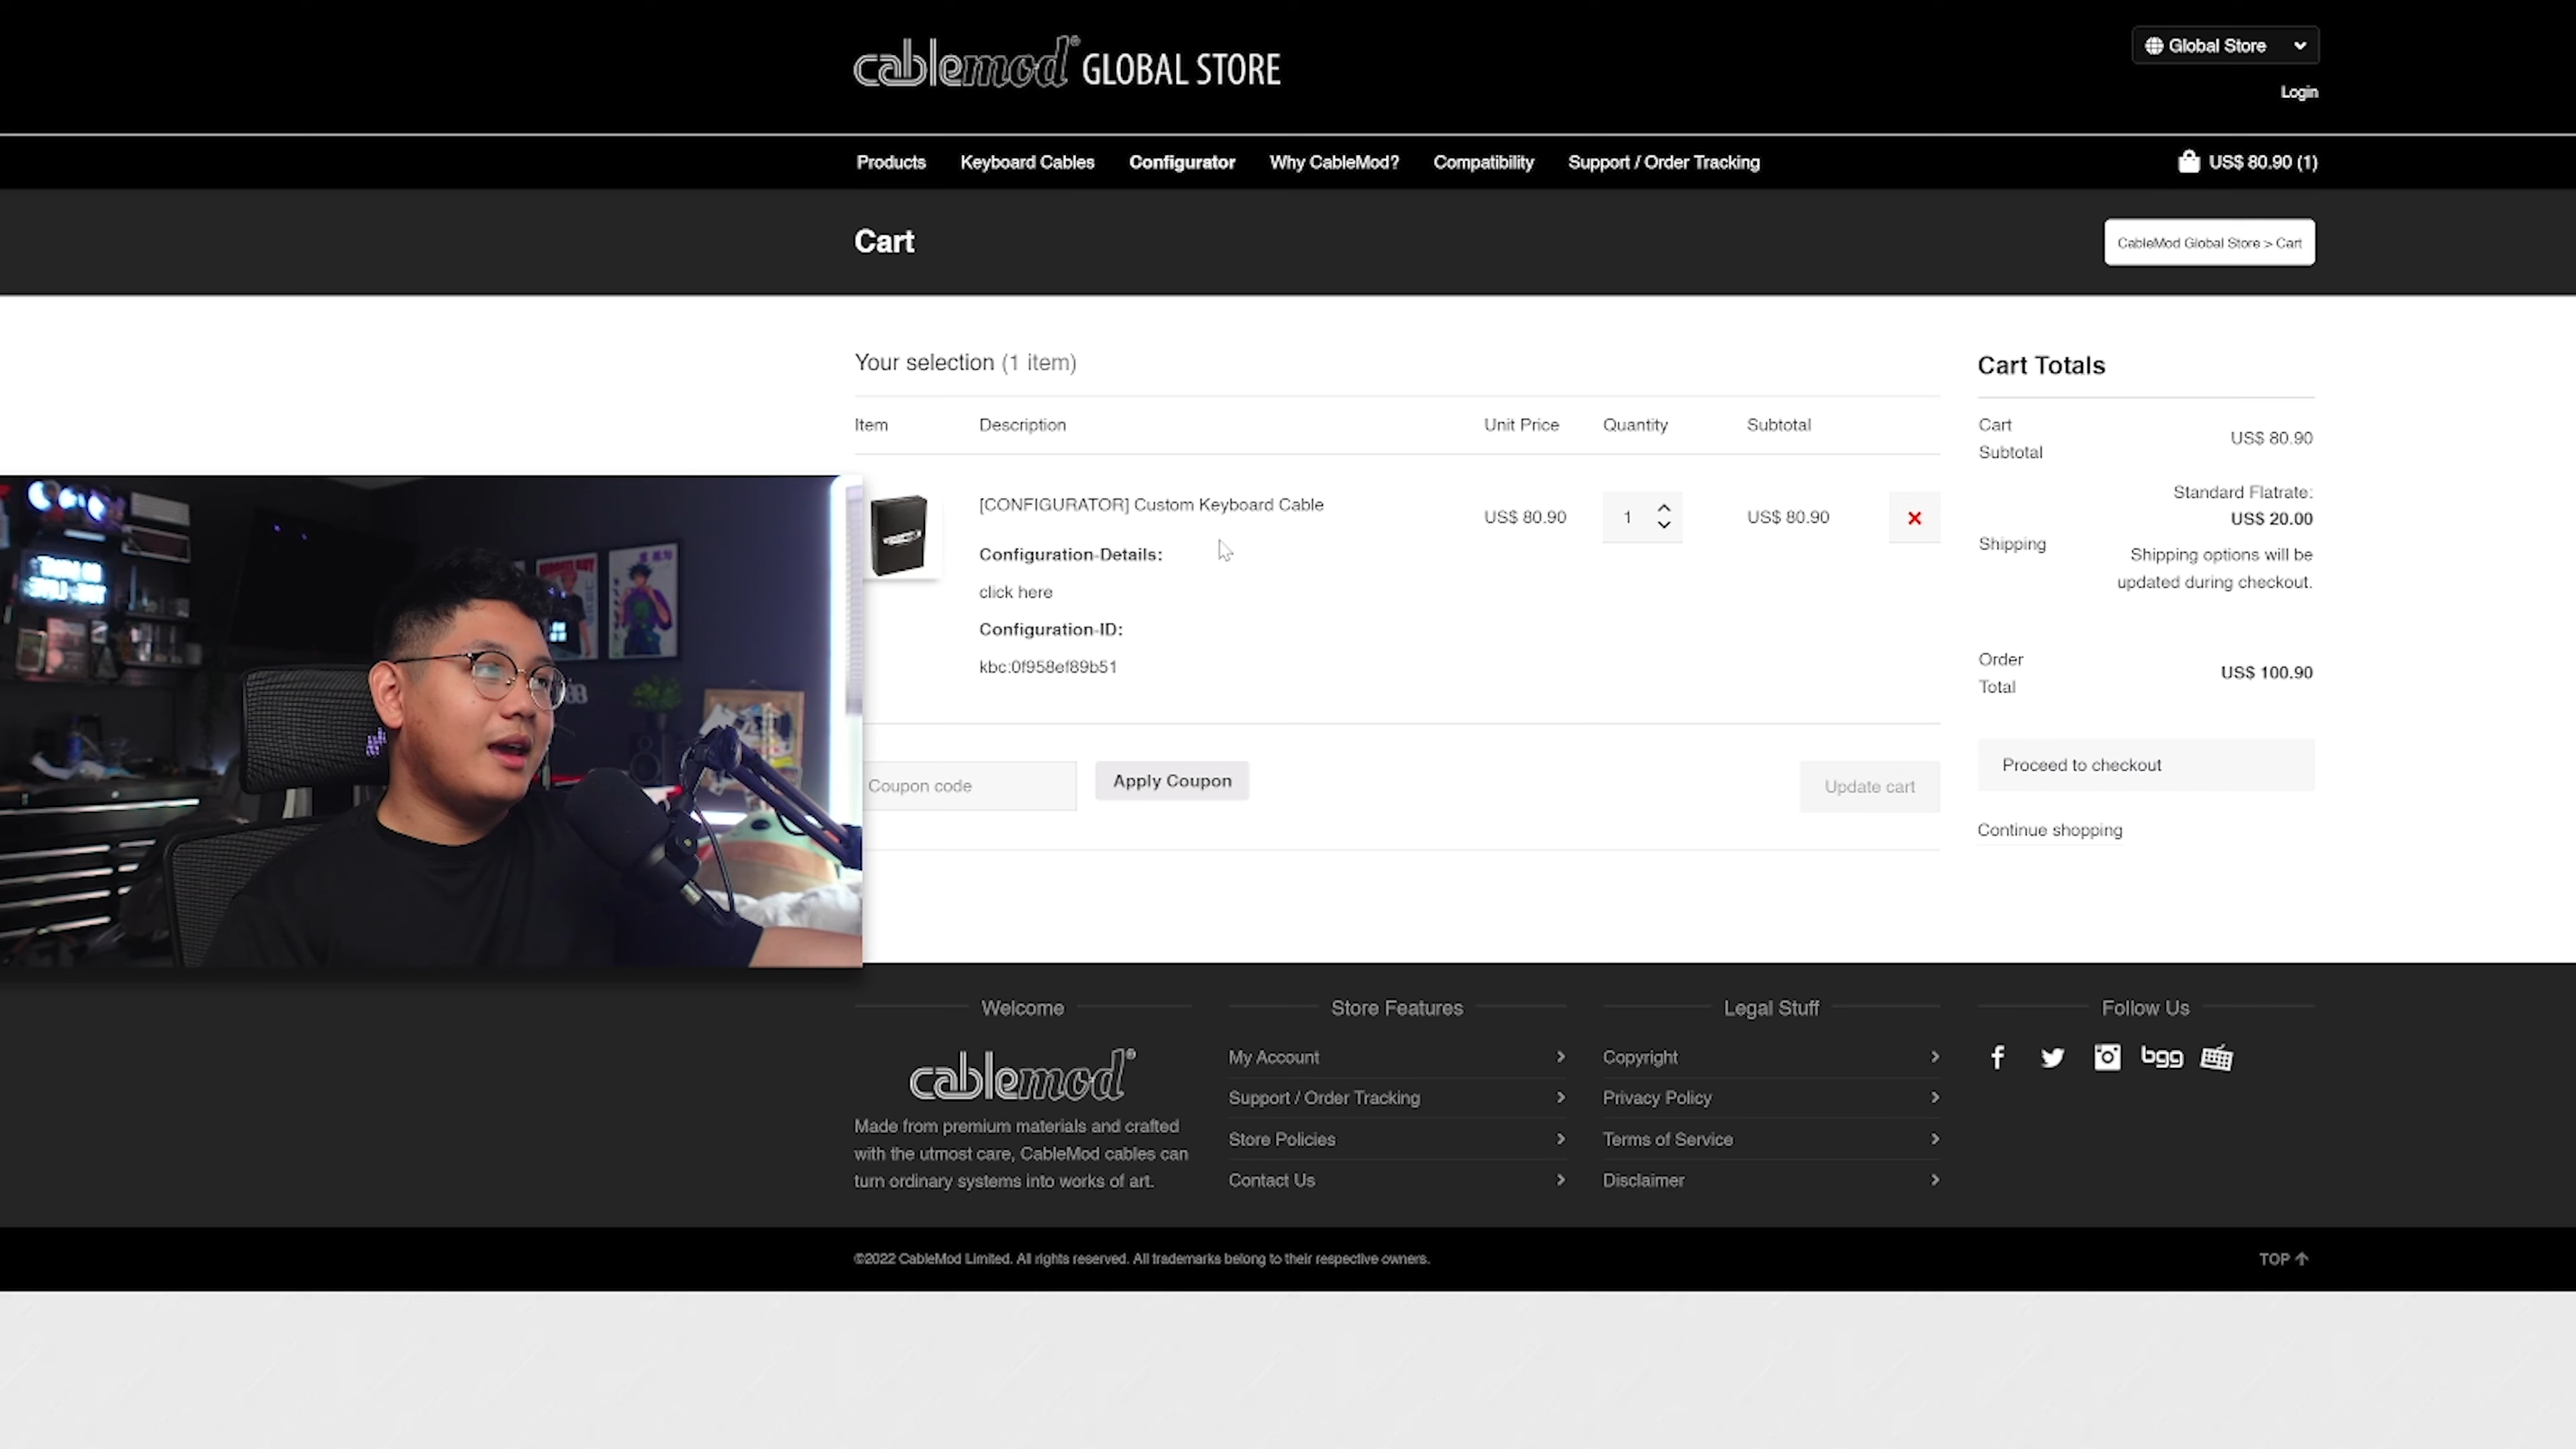 cablemod® GLOBAL STORE
Global Store
Login
Products Keyboard Cables Configurator Why CableMod? Compatibility Support / Order Tracking US$ 80.90 (1)
Cart
CableMod Global Store > Cart
Your selection (1 item)
Item Description Unit Price Quantity Subtotal
[CONFIGURATOR] Custom Keyboard Cable
Configuration-Details:
click here
Configuration-ID:
kbc:0f958ef89b51
US$ 80.90 1 US$ 80.90
Coupon code Apply Coupon Update cart
Cart Totals
Cart Subtotal US$ 80.90
Shipping
Standard Flatrate:
US$ 20.00
Shipping options will be
updated during checkout.
Order Total US$ 100.90
Proceed to checkout
Continue shopping
Welcome
cablemod®
Made from premium materials and crafted
with the utmost care, CableMod cables can
turn ordinary systems into works of art.
Store Features
My Account
Support / Order Tracking
Store Policies
Contact Us
Legal Stuff
Copyright
Privacy Policy
Terms of Service
Disclaimer
Follow Us
bgg
©2022 CableMod Limited. All rights reserved. All trademarks belong to their respective owners.
TOP